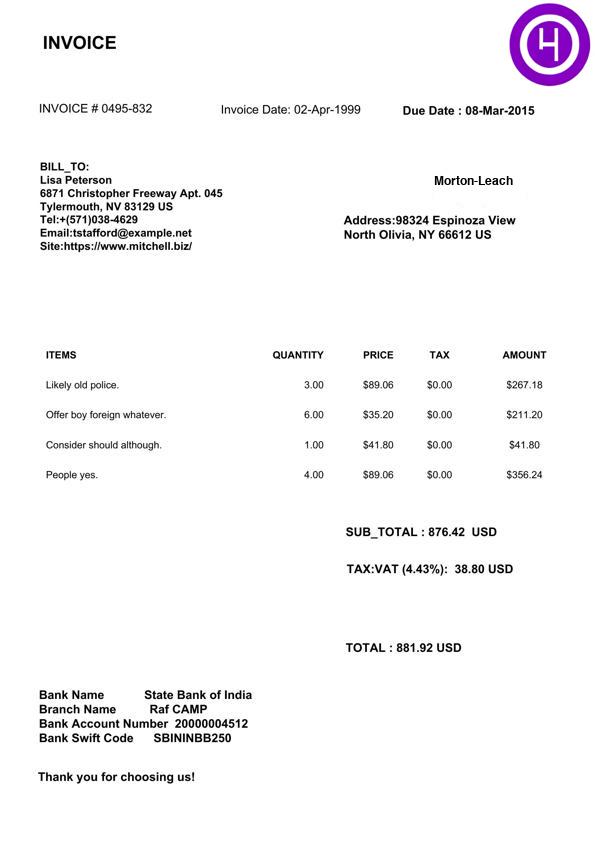 INVOICE
INVOICE # 0495-832 Invoice Date: 02-Apr-1999 Due Date : 08-Mar-2015
BILL_TO:
Lisa Peterson
6871 Christopher Freeway Apt. 045
Tylermouth, NV 83129 US
Tel:+(571)038-4629
Email:tstafford@example.net
Site:https://www.mitchell.biz/
Morton-Leach
Address:98324 Espinoza View
North Olivia, NY 66612 US
ITEMS QUANTITY PRICE TAX AMOUNT
Likely old police. 3.00 $89.06 $0.00 $267.18
Offer boy foreign whatever. 6.00 $35.20 $0.00 $211.20
Consider should although. 1.00 $41.80 $0.00 $41.80
People yes. 4.00 $89.06 $0.00 $356.24
SUB_TOTAL : 876.42 USD
TAX:VAT (4.43%): 38.80 USD
TOTAL : 881.92 USD
Bank Name State Bank of India
Branch Name Raf CAMP
Bank Account Number 20000004512
Bank Swift Code SBININBB250
Thank you for choosing us!